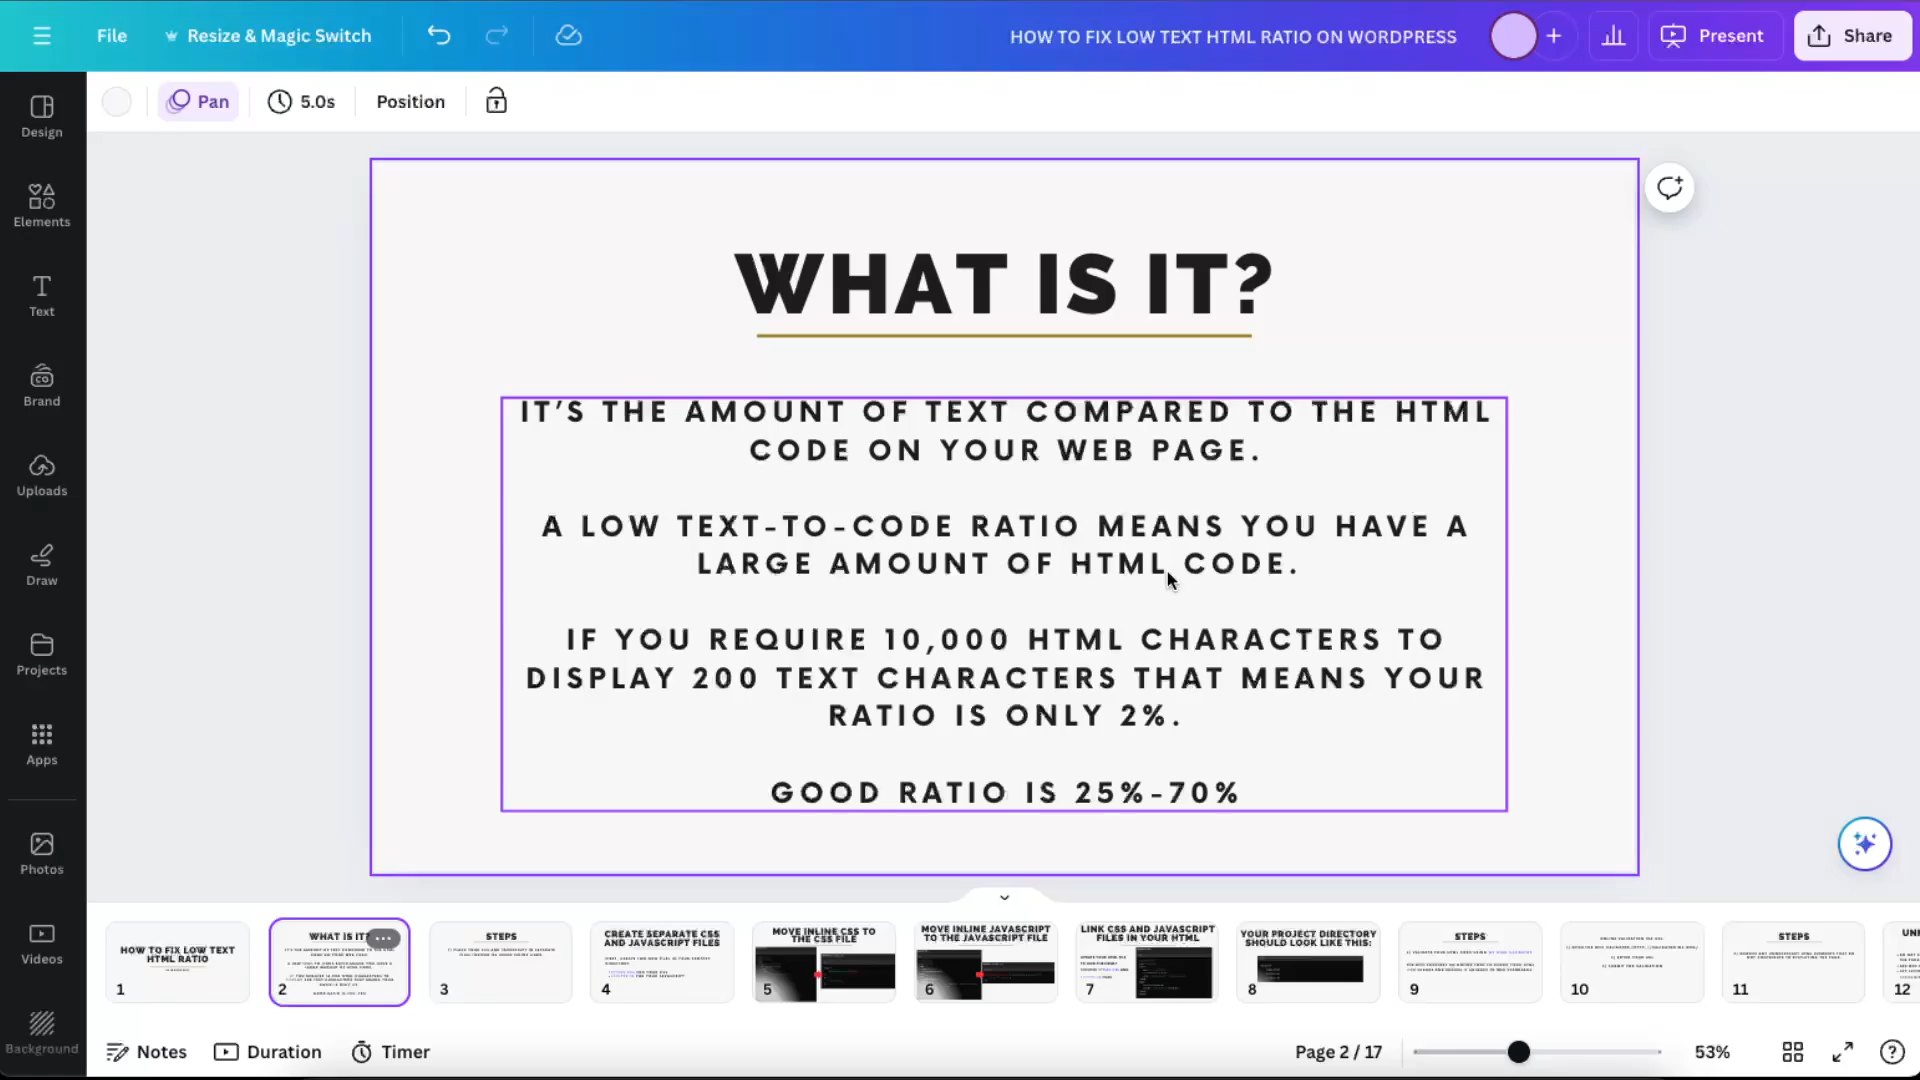 File
Resize & Magic Switch
HOW TO FIX LOW TEXT HTML RATIO ON WORDPRESS
Present
Share
Pan
5.0s
Position
Design
Elements
Text
Brand
Uploads
Draw
Projects
Apps
Photos
Videos
Background
WHAT IS IT?
IT'S THE AMOUNT OF TEXT COMPARED TO THE HTML
CODE ON YOUR WEB PAGE.
A LOW TEXT-TO-CODE RATIO MEANS YOU HAVE A
LARGE AMOUNT OF HTML CODE.
IF YOU REQUIRE 10,000 HTML CHARACTERS TO
DISPLAY 200 TEXT CHARACTERS THAT MEANS YOUR
RATIO IS ONLY 2%.
GOOD RATIO IS 25%-70%
HOW TO FIX LOW TEXT
HTML RATIO
1
WHAT IS IT?
2
STEPS
3
CREATE SEPARATE CSS
AND JAVASCRIPT FILES
4
MOVE INLINE CSS TO
THE CSS FILE
5
MOVE INLINE JAVASCRIPT
TO THE JAVASCRIPT FILE
6
LINK CSS AND JAVASCRIPT
FILES IN YOUR HTML
7
YOUR PROJECT DIRECTORY
SHOULD LOOK LIKE THIS:
8
STEPS
9
10
STEPS
11
12
Notes
Duration
Timer
Page 2 / 17
53%